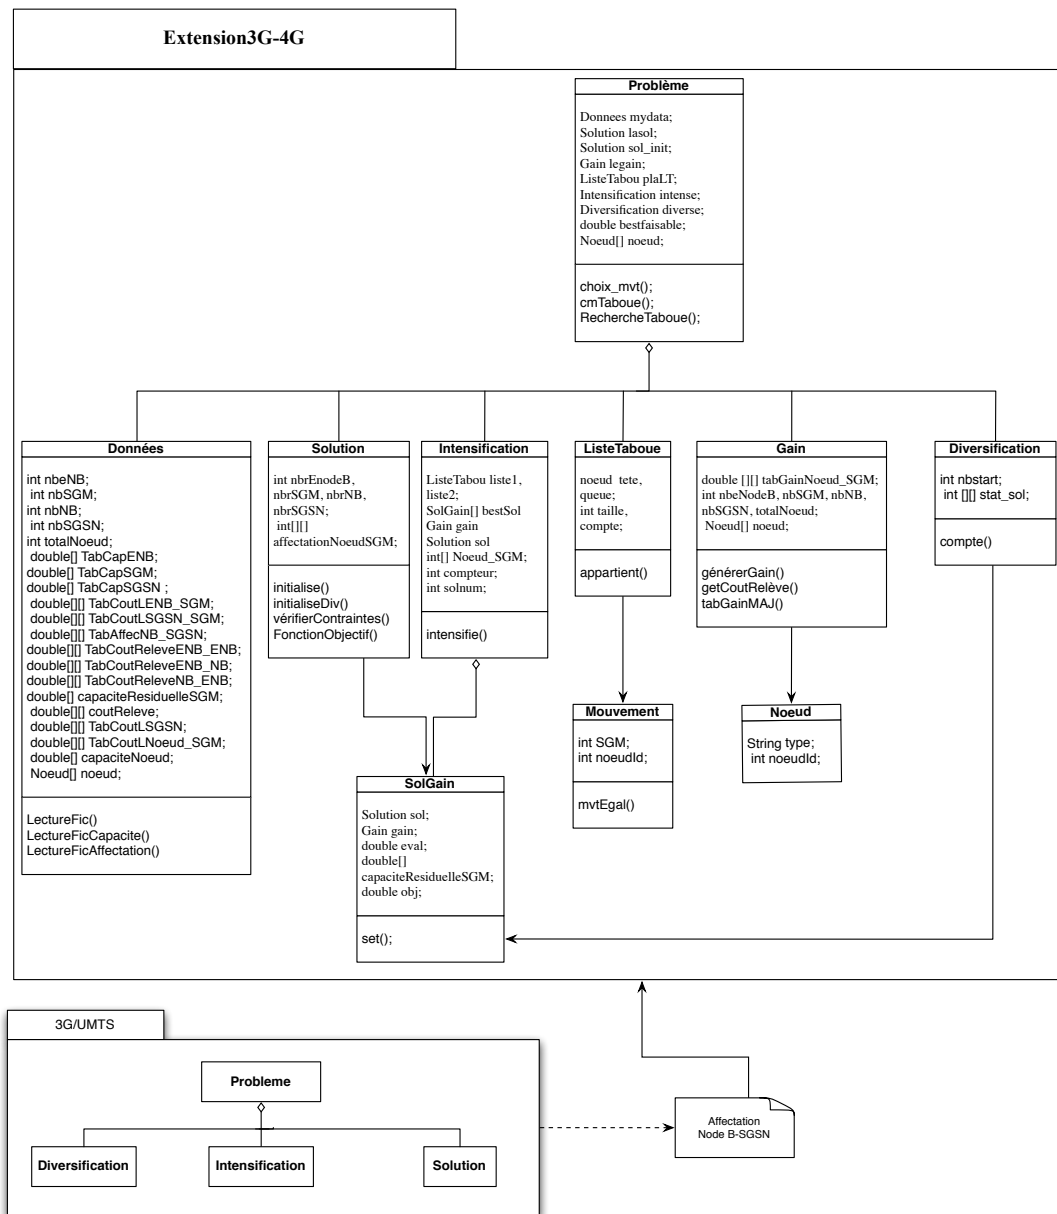 Extension3G-4G
Problème
Donnees mydata;
Solution lasol;
Solution sol_init;
Gain legain;
ListeTabou plaLT;
Intensification intense;
Diversification diverse;
double bestfaisable;
Noeud[] noeud;
choix_mvt();
cmTaboue();
RechercheTaboue();
Données
int nbeNB;
int nbSGM;
int nbNB;
int nbSGSN;
int totalNoeud;
double[] TabCapENB;
double[] TabCapSGM;
double[] TabCapSGSN ;
double[][] TabCoutLENB_SGM;
double[][] TabCoutLSGSN_SGM;
double[][] TabAffecNB_SGSN;
double[][] TabCoutReleveENB_ENB;
double[][] TabCoutReleveENB_NB;
double[][] TabCoutReleveNB_ENB;
double[] capaciteResiduelleSGM;
double[][] coutReleve;
double[][] TabCoutLSGSN;
double[][] TabCoutLNoeud_SGM;
double[] capaciteNoeud;
Noeud[] noeud;
LectureFic()
LectureFicCapacite()
LectureFicAffectation()
Solution
int nbrEnodeB,
nbrSGM, nbrNB,
nbrSGSN;
int[][]
affectationNoeudSGM;
initialise()
initialiseDiv()
vérifierContraintes()
FonctionObjectif()
Intensification
ListeTabou liste1,
liste2;
SolGain[] bestSol
Gain gain
Solution sol
int[] Noeud_SGM;
int compteur;
int solnum;
intensifie()
ListeTaboue
noeud tete,
queue;
int taille,
compte;
appartient()
Gain
double [][] tabGainNoeud_SGM;
int nbeNodeB, nbSGM, nbNB,
nbSGSN, totalNoeud;
Noeud[] noeud;
générerGain()
getCoutRelève()
tabGainMAJ()
Diversification
int nbstart;
int [][] stat_sol;
compte()
Mouvement
int SGM;
int noeudId;
mvtEgal()
Noeud
String type;
int noeudId;
SolGain
Solution sol;
Gain gain;
double eval;
double[]
capaciteResiduelleSGM;
double obj;
set();
3G/UMTS
Probleme
Diversification
Intensification
Solution
Affectation
Node B-SGSN